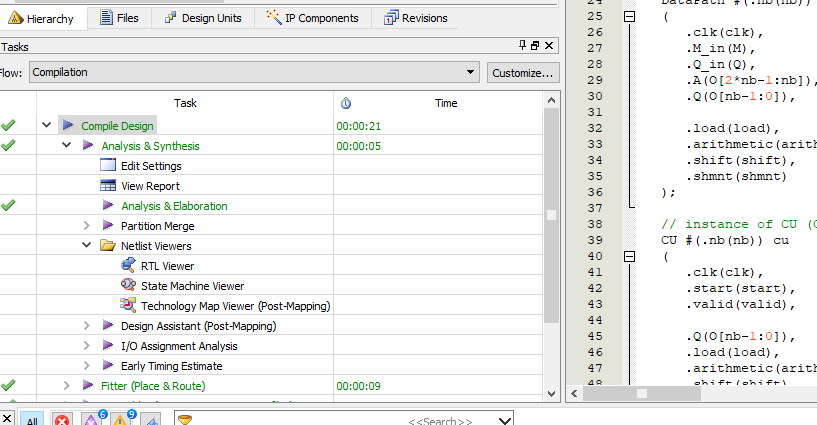 Hierarchy Files Design Units IP Components Revisions
Tasks
Flow: Compilation Customize...
Task Time
Compile Design 00:00:21
Analysis & Synthesis 00:00:05
Edit Settings
View Report
Analysis & Elaboration
Partition Merge
Netlist Viewers
RTL Viewer
State Machine Viewer
Technology Map Viewer (Post-Mapping)
Design Assistant (Post-Mapping)
I/O Assignment Analysis
Early Timing Estimate
Fitter (Place & Route) 00:00:09
All 6 9 <<Search>>
24 DataPath #(.nb(nb))
25 (
26 .clk(clk),
27 .M_in(M),
28 .Q_in(Q),
29 .A(O[2*nb-1:nb]),
30 .Q(O[nb-1:0]),
31
32 .load(load),
33 .arithmetic(arith
34 .shift(shift),
35 .shmnt(shmnt)
36 );
37
38 // instance of CU (C
39 CU #(.nb(nb)) cu
40 (
41 .clk(clk),
42 .start(start),
43 .valid(valid),
44
45 .Q(O[nb-1:0]),
46 .load(load),
47 .arithmetic(arith
48 .shift(shift)